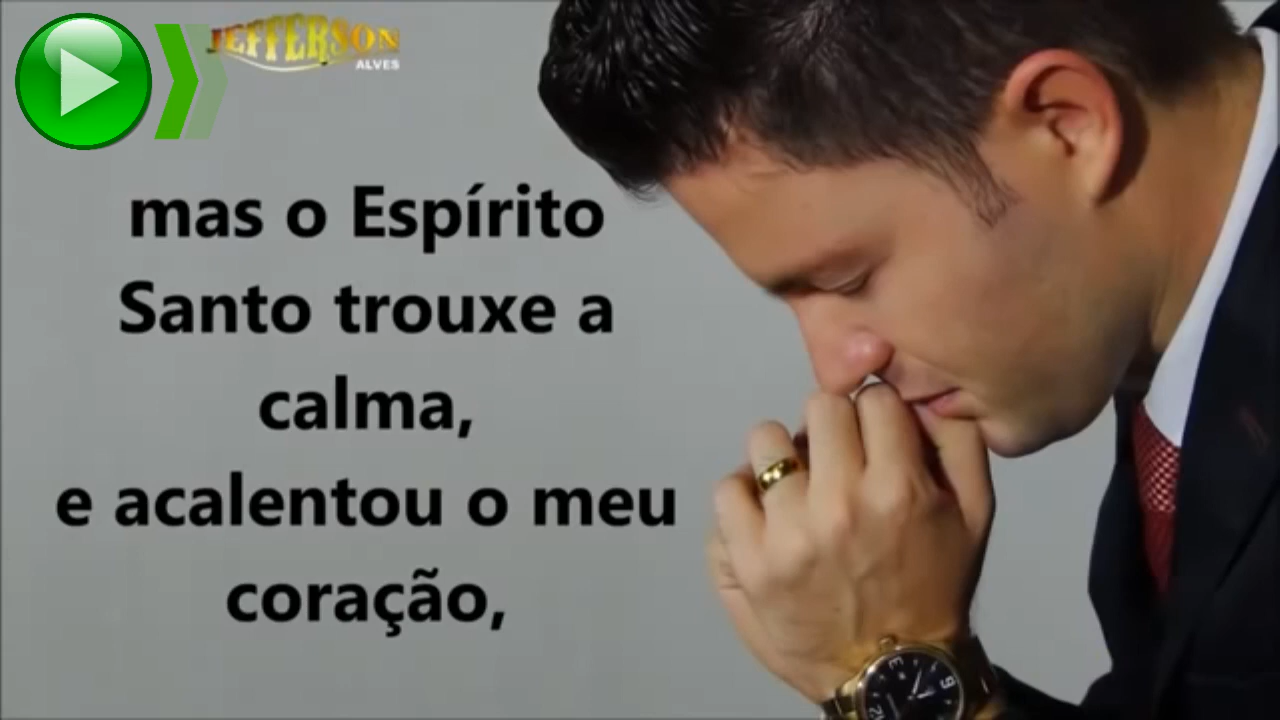 JEFFERSON
ALVES
mas o Espírito
Santo trouxe a
calma,
e acalentou o meu
coração,